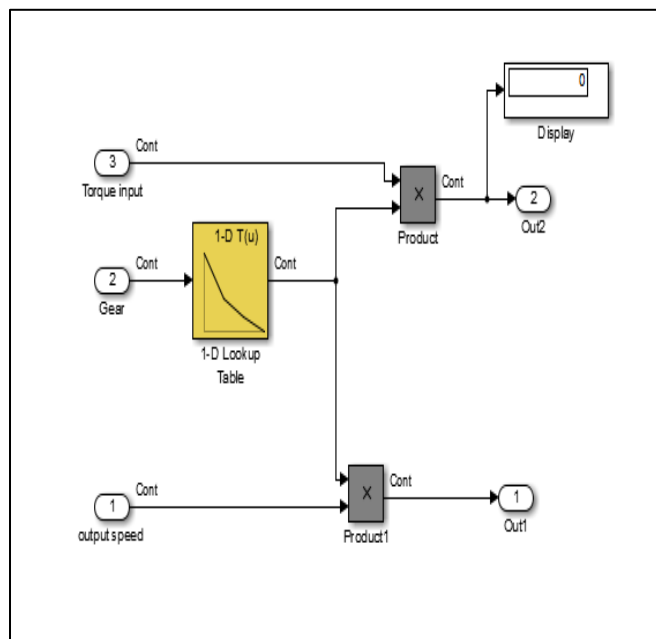 0
Display
Cont
3
Torque input
X
Cont
Product
2
Out2
1-D T(u)
Cont
2
Gear
Cont
1-D Lookup
Table
Cont
1
output speed
X
Cont
Product1
1
Out1